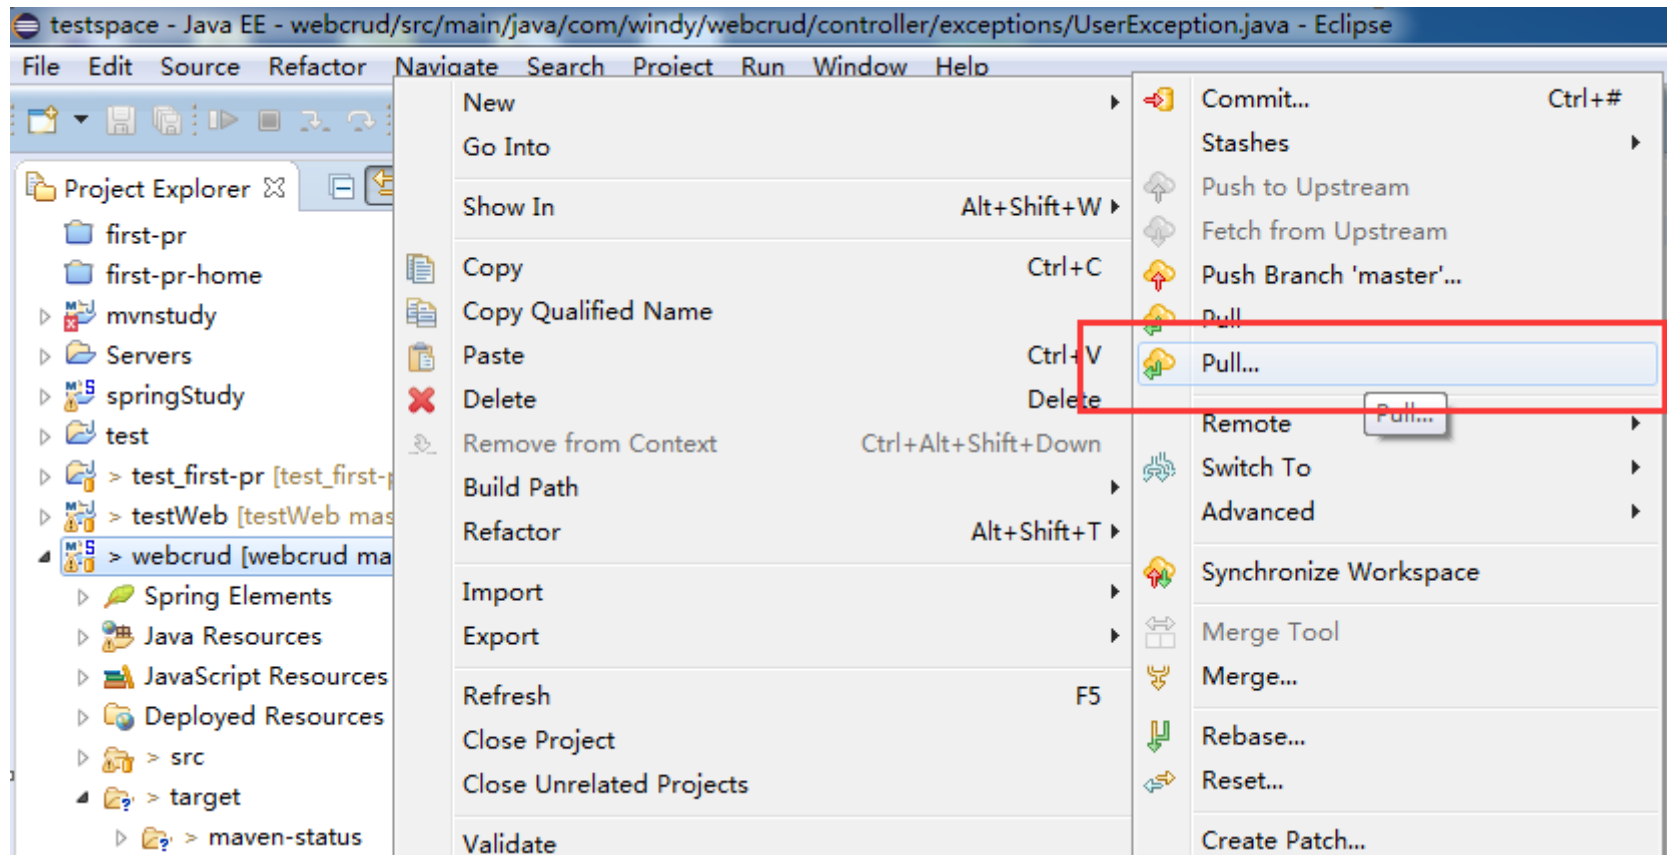 testspace - Java EE - webcrud/src/main/java/com/windy/webcrud/controller/exceptions/UserException.java - Eclipse
File Edit Source Refactor Navigate Search Project Run Window Help
Project Explorer
first-pr
first-pr-home
mvnstudy
Servers
springStudy
test
> test_first-pr [test_first-
> testWeb [testWeb mas
> webcrud [webcrud ma
Spring Elements
Java Resources
JavaScript Resources
Deployed Resources
> src
> target
> maven-status
New
Go Into
Show In Alt+Shift+W
Copy Ctrl+C
Copy Qualified Name
Paste Ctrl+V
Delete Delete
Remove from Context Ctrl+Alt+Shift+Down
Build Path
Refactor Alt+Shift+T
Import
Export
Refresh F5
Close Project
Close Unrelated Projects
Validate
Commit... Ctrl+#
Stashes
Push to Upstream
Fetch from Upstream
Push Branch 'master'...
Pull
Pull...
Pull...
Remote
Switch To
Advanced
Synchronize Workspace
Merge Tool
Merge...
Rebase...
Reset...
Create Patch...